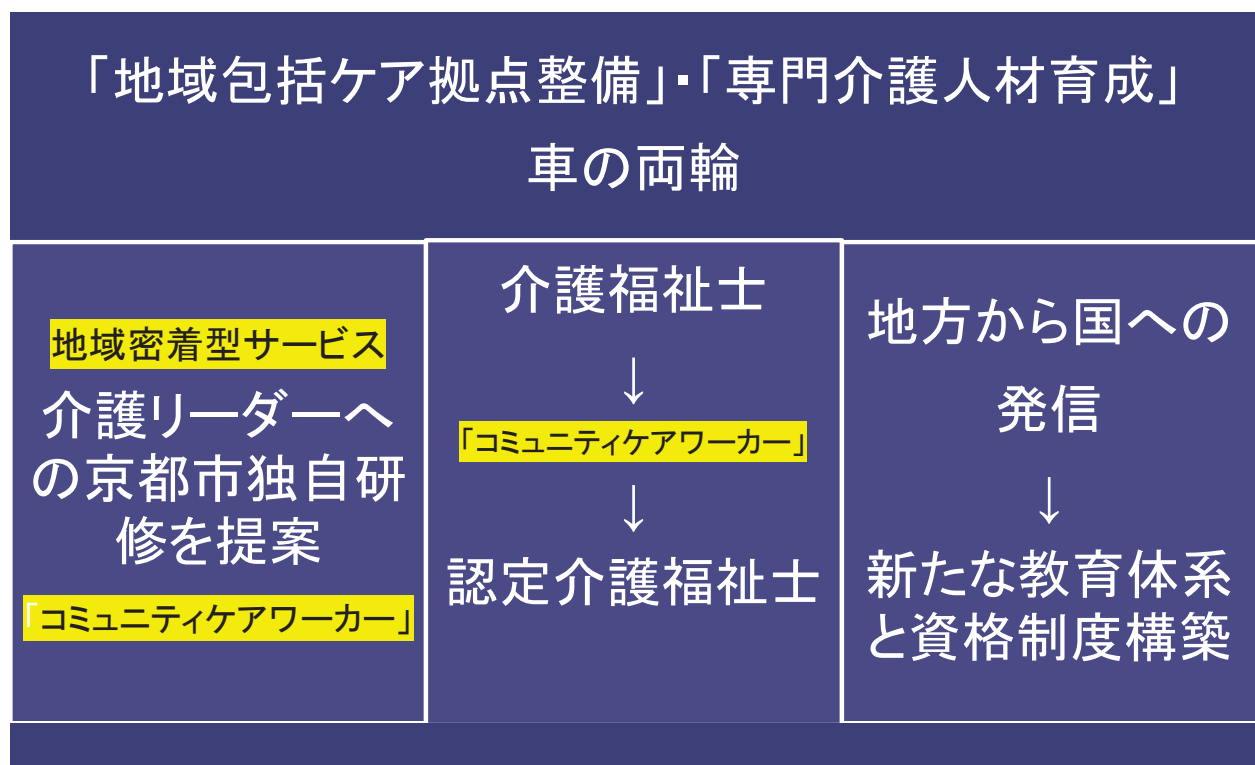 「地域包括ケア拠点整備」・「専門介護人材育成」
車の両輪
地域密着型サービス
介護リーダーへ
の京都市独自研
修を提案
「コミュニティケアワーカー」
介護福祉士
↓
「コミュニティケアワーカー」
↓
認定介護福祉士
地方から国への
発信
↓
新たな教育体系
と資格制度構築